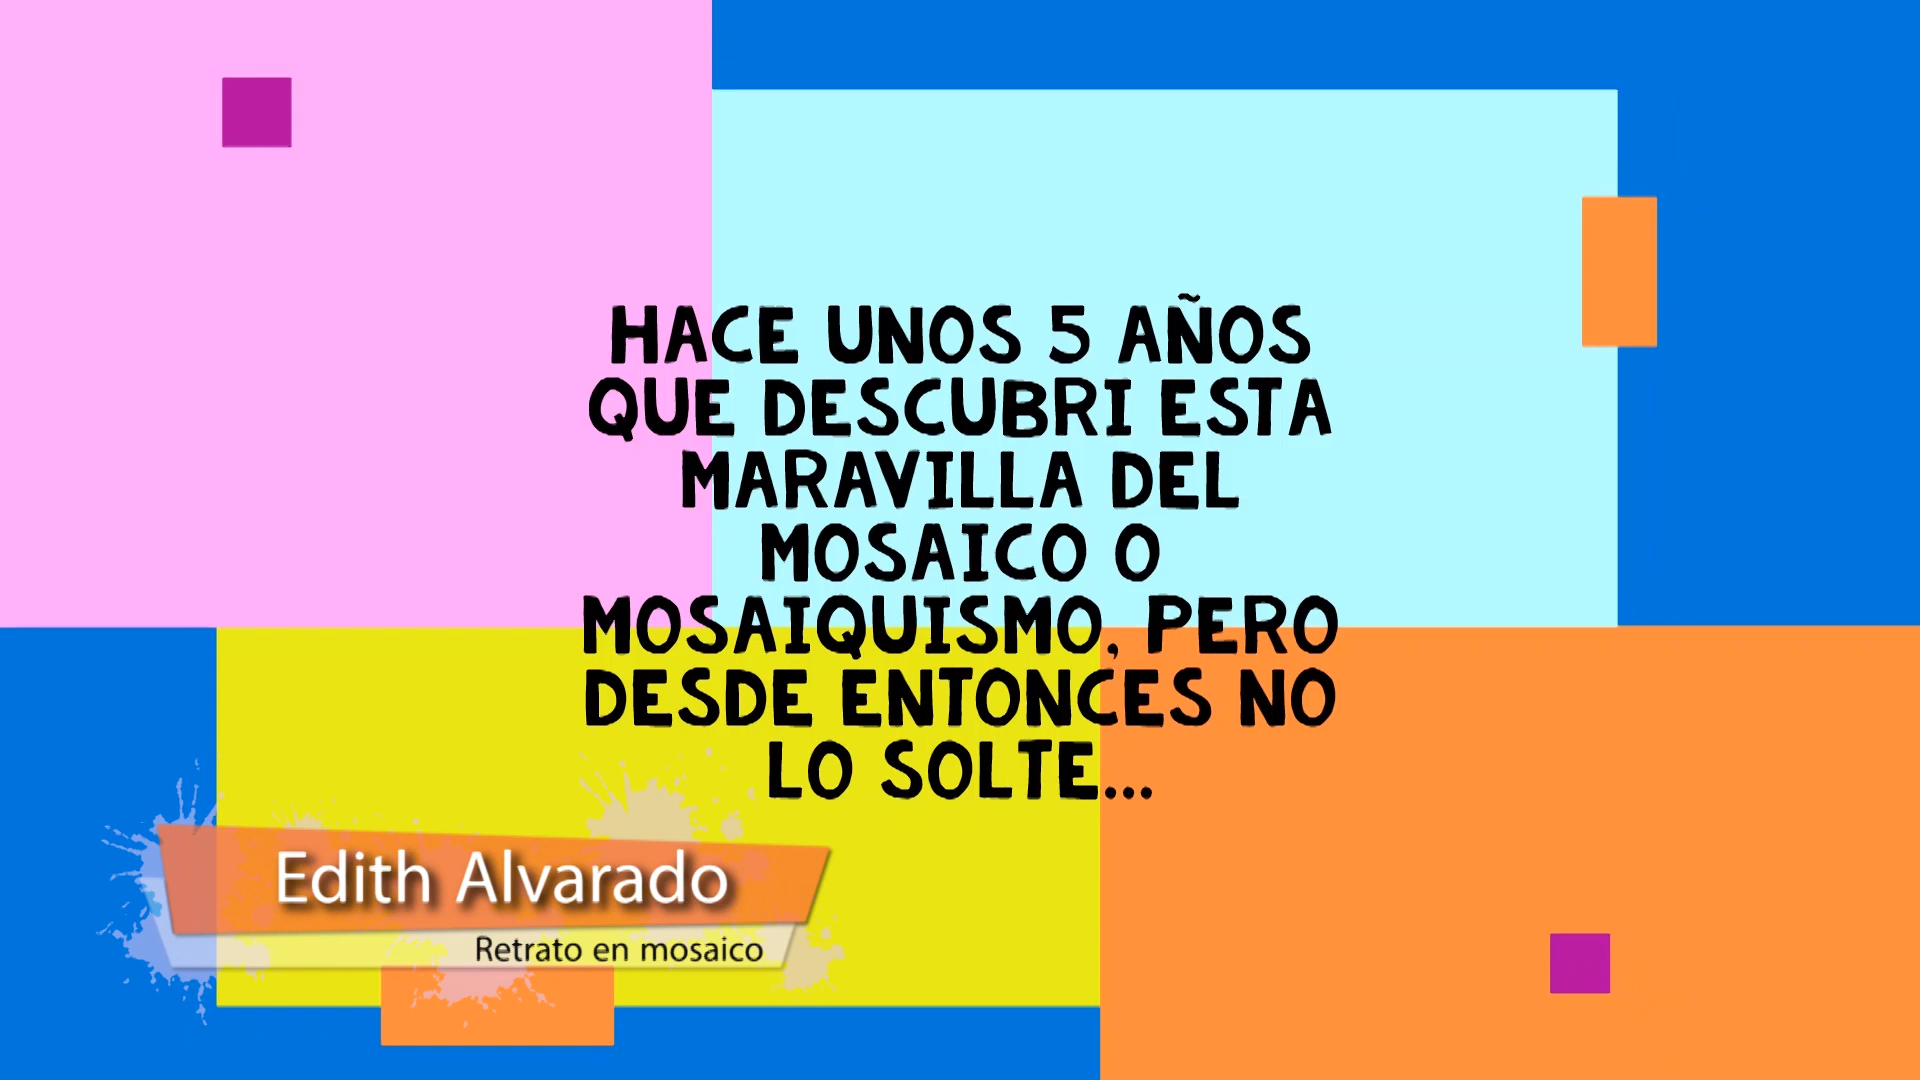 HACE UNOS 5 AÑOS
QUE DESCUBRI ESTA
MARAVILLA DEL
MOSAICO O
MOSAIQUISMO, PERO
DESDE ENTONCES NO
LO SOLTE...
Edith Alvarado
Retrato en mosaico